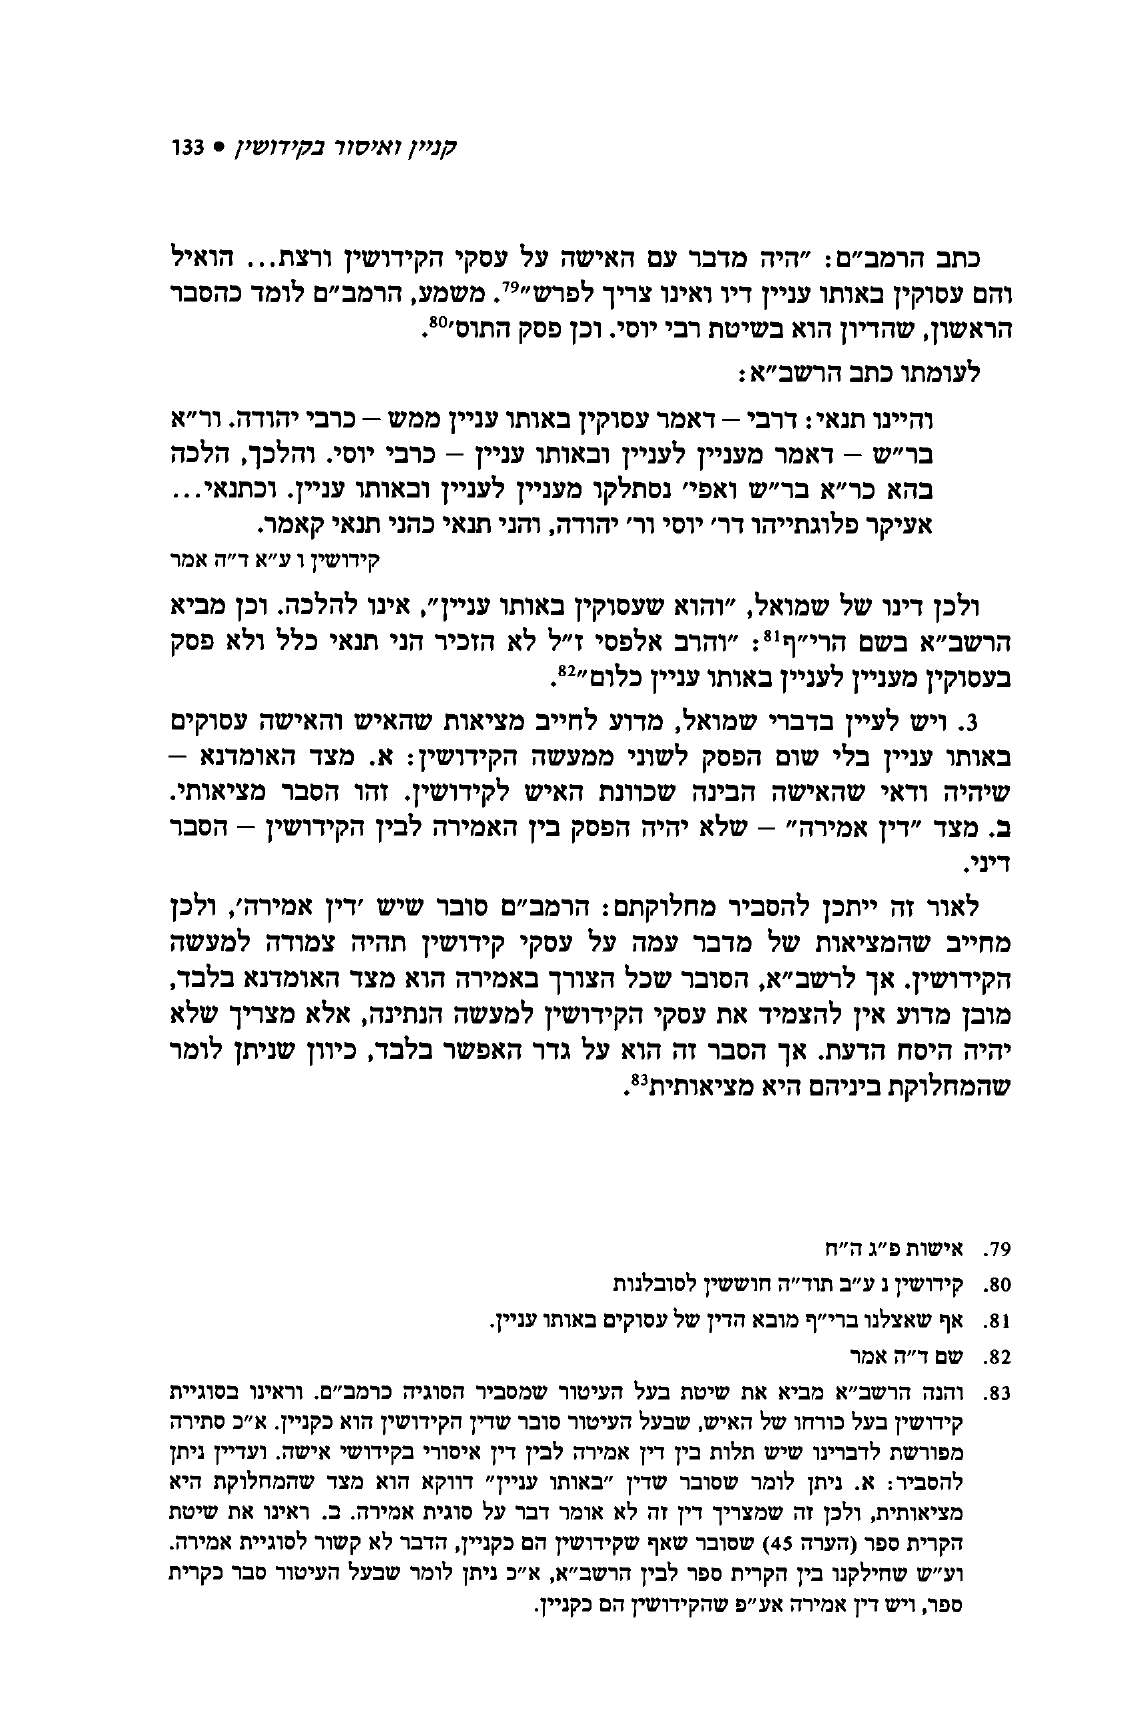 קניין ואיסור בקידושין • 133
כתב הרמב״ם: ״היה מדבר עם האישה על עסקי הקידושין ורצת... הואיל
והם עסוקין באותו עניין דיו ואינו צריך לפרש״79. משמע, הרמב״ם לומד כהסבר
הראשון, שהדיון הוא בשיטת רבי יוסי. וכן פסק התוס׳80.
לעומתו כתב הרשב״א:
והיינו תנאי: דרבי – דאמר עסוקין באותו עניין ממש – כרבי יהודה. ור״א
בר״ש – דאמר מעניין לעניין ובאותו עניין – כרבי יוסי. והלכך, הלכה
בהא כר״א בר״ש ואפי׳ נסתלקו מעניין לעניין ובאותו עניין. וכתנאי...
אעיקר פלוגתייהו דר׳ יוסי ור׳ יהודה, והני תנאי כהני תנאי קאמר.
קידושין ו ע״א ד״ה אמר
ולכן דינו של שמואל, ״והוא שעסוקין באותו עניין״, אינו להלכה. וכן מביא
הרשב״א בשם הרי״ף81: ״והרב אלפסי ז״ל לא הזכיר הני תנאי כלל ולא פסק
בעסוקין מעניין לעניין באותו עניין כלום״82.
3. ויש לעיין בדברי שמואל, מדוע לחייב מציאות שהאיש והאישה עסוקים
באותו עניין בלי שום הפסק לשוני ממעשה הקידושין: א. מצד האומדנא –
שיהיה ודאי שהאישה הבינה שכוונת האיש לקידושין. זהו הסבר מציאותי.
ב. מצד ״דין אמירה״ – שלא יהיה הפסק בין האמירה לבין הקידושין – הסבר
דיני.
לאור זה ייתכן להסביר מחלוקתם: הרמב״ם סובר שיש ׳דין אמירה׳, ולכן
מחייב שהמציאות של מדבר עמה על עסקי קידושין תהיה צמודה למעשה
הקידושין. אך לרשב״א, הסובר שכל הצורך באמירה הוא מצד האומדנא בלבד,
מובן מדוע אין להצמיד את עסקי הקידושין למעשה הנתינה, אלא מצריך שלא
יהיה היסח הדעת. אך הסבר זה הוא על גדר האפשר בלבד, כיוון שניתן לומר
שהמחלוקת ביניהם היא מציאותית83.
79. אישות פ״ג ה״ח
80. קידושין נ ע״ב תוד״ה חוששין לסובלנות
81. אף שאצלנו ברי״ף מובא הדין של עסוקים באותו עניין.
82. שם ד״ה אמר
83. והנה הרשב״א מביא את שיטת בעל העיטור שמסביר הסוגיה כרמב״ם. וראינו בסוגיית
קידושין בעל כורחו של האיש, שבעל העיטור סובר שדין הקידושין הוא כקניין. א״כ סתירה
מפורשת לדברינו שיש תלות בין דין אמירה לבין דין איסורי בקידושי אישה. ועדיין ניתן
להסביר: א. ניתן לומר שסובר שדין ״באותו עניין״ דווקא הוא מצד שהמחלוקת היא
מציאותית, ולכן זה שמצריך דין זה לא אומר דבר על סוגית אמירה. ב. ראינו את שיטת
הקרית ספר (הערה 45) שסובר שאף שקידושין הם כקניין, הדבר לא קשור לסוגיית אמירה.
וע״ש שחילקנו בין הקרית ספר לבין הרשב״א, א״כ ניתן לומר שבעל העיטור סבר כקרית
ספר, ויש דין אמירה אע״פ שהקידושין הם כקניין.